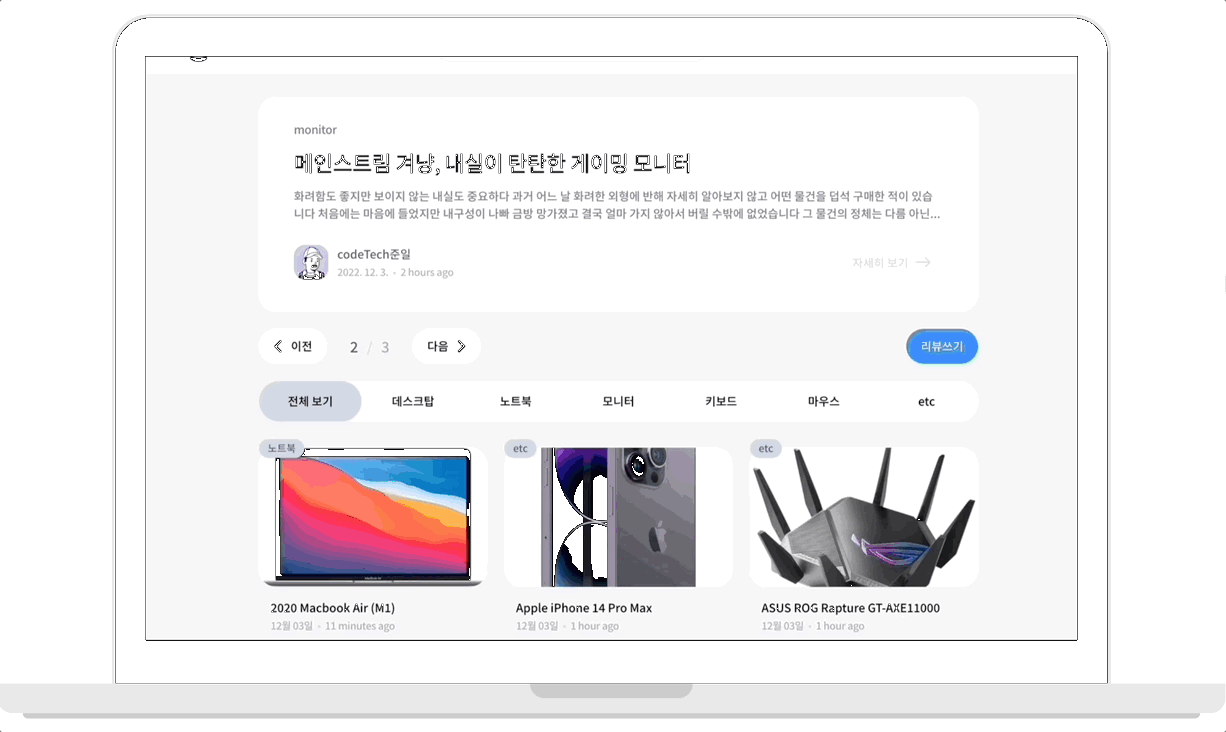 monitor
메인스트림 겨냥, 내실이 탄탄한 게이밍 모니터
화려함도 좋지만 보이지 않는 내실도 중요하다 과거 어느 날 화려한 외형에 반해 자세히 알아보지 않고 어떤 물건을 덥석 구매한 적이 있습
니다 처음에는 마음에 들었지만 내구성이 나빠 금방 망가졌고 결국 얼마 가지 않아서 버릴 수밖에 없었습니다 그 물건의 정체는 다름 아닌...
codeTech준일
2022. 12. 3. • 2 hours ago
자세히 보기 →
이전 2 / 3 다음 리뷰쓰기
전체 보기 데스크탑 노트북 모니터 키보드 마우스 etc
노트북 etc etc
2020 Macbook Air (M1) Apple iPhone 14 Pro Max ASUS ROG Rapture GT-AXE11000
12월 03일 • 11 minutes ago 12월 03일 • 1 hour ago 12월 03일 • 1 hour ago